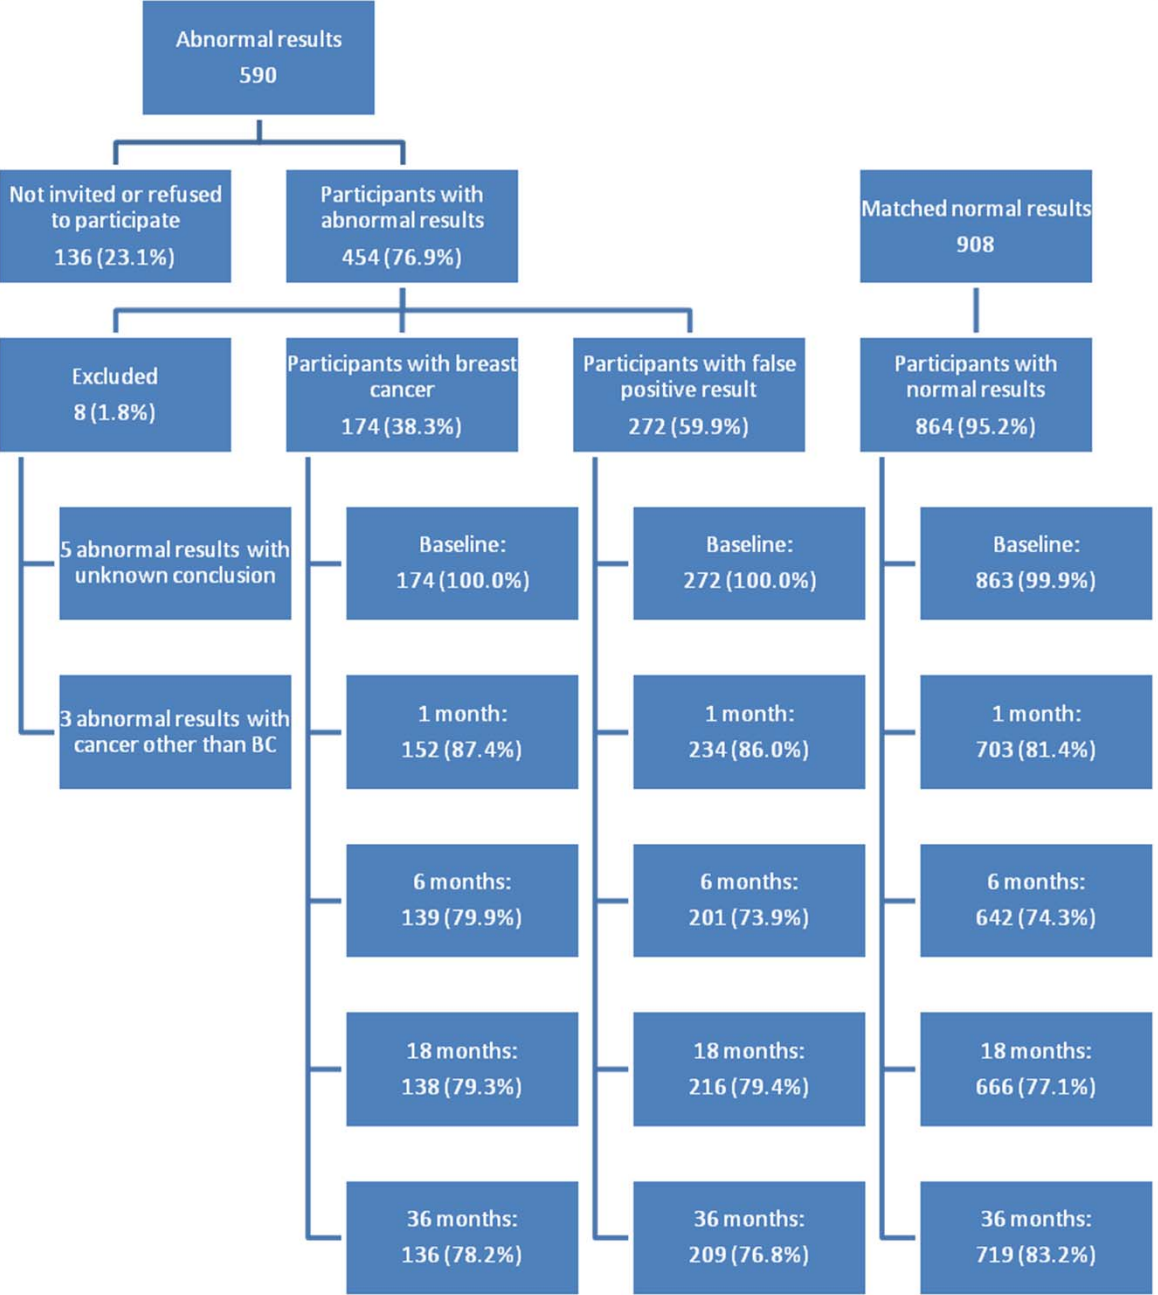 Abnormal results
590
Not invited or refused
to participate
136 (23.1%)
Participants with
abnormal results
454 (76.9%)
Matched normal results
908
Excluded
8 (1.8%)
Participants with breast
cancer
174 (38.3%)
Participants with false
positive result
272 (59.9%)
Participants with
normal results
864 (95.2%)
5 abnormal results with
unknown conclusion
Baseline:
174 (100.0%)
Baseline:
272 (100.0%)
Baseline:
863 (99.9%)
3 abnormal results with
cancer other than BC
1 month:
152 (87.4%)
1 month:
234 (86.0%)
1 month:
703 (81.4%)
6 months:
139 (79.9%)
6 months:
201 (73.9%)
6 months:
642 (74.3%)
18 months:
138 (79.3%)
18 months:
216 (79.4%)
18 months:
666 (77.1%)
36 months:
136 (78.2%)
36 months:
209 (76.8%)
36 months:
719 (83.2%)